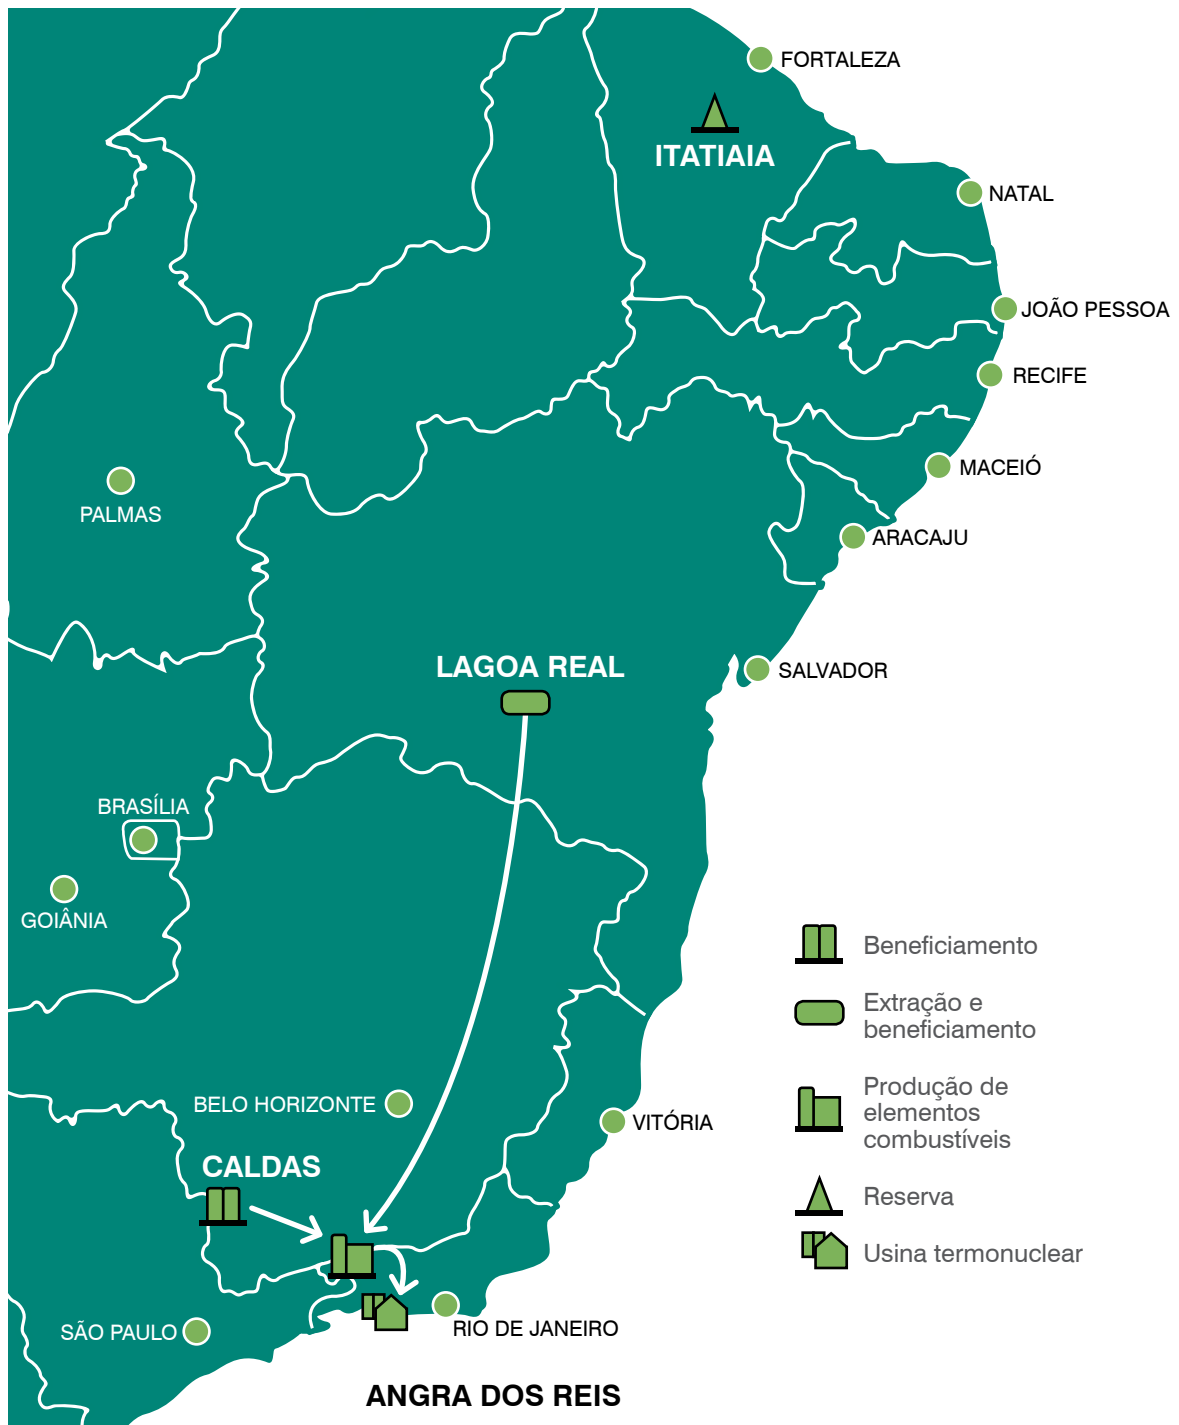 FORTALEZA
ITATIAIA
NATAL
JOÃO PESSOA
RECIFE
MACEIÓ
PALMAS
ARACAJU
LAGOA REAL
SALVADOR
BRASÍLIA
GOIÂNIA
Beneficiamento
Extração e
beneficiamento
Produção de
elementos
combustíveis
Reserva
Usina termonuclear
BELO HORIZONTE
VITÓRIA
CALDAS
SÃO PAULO
RIO DE JANEIRO
ANGRA DOS REIS